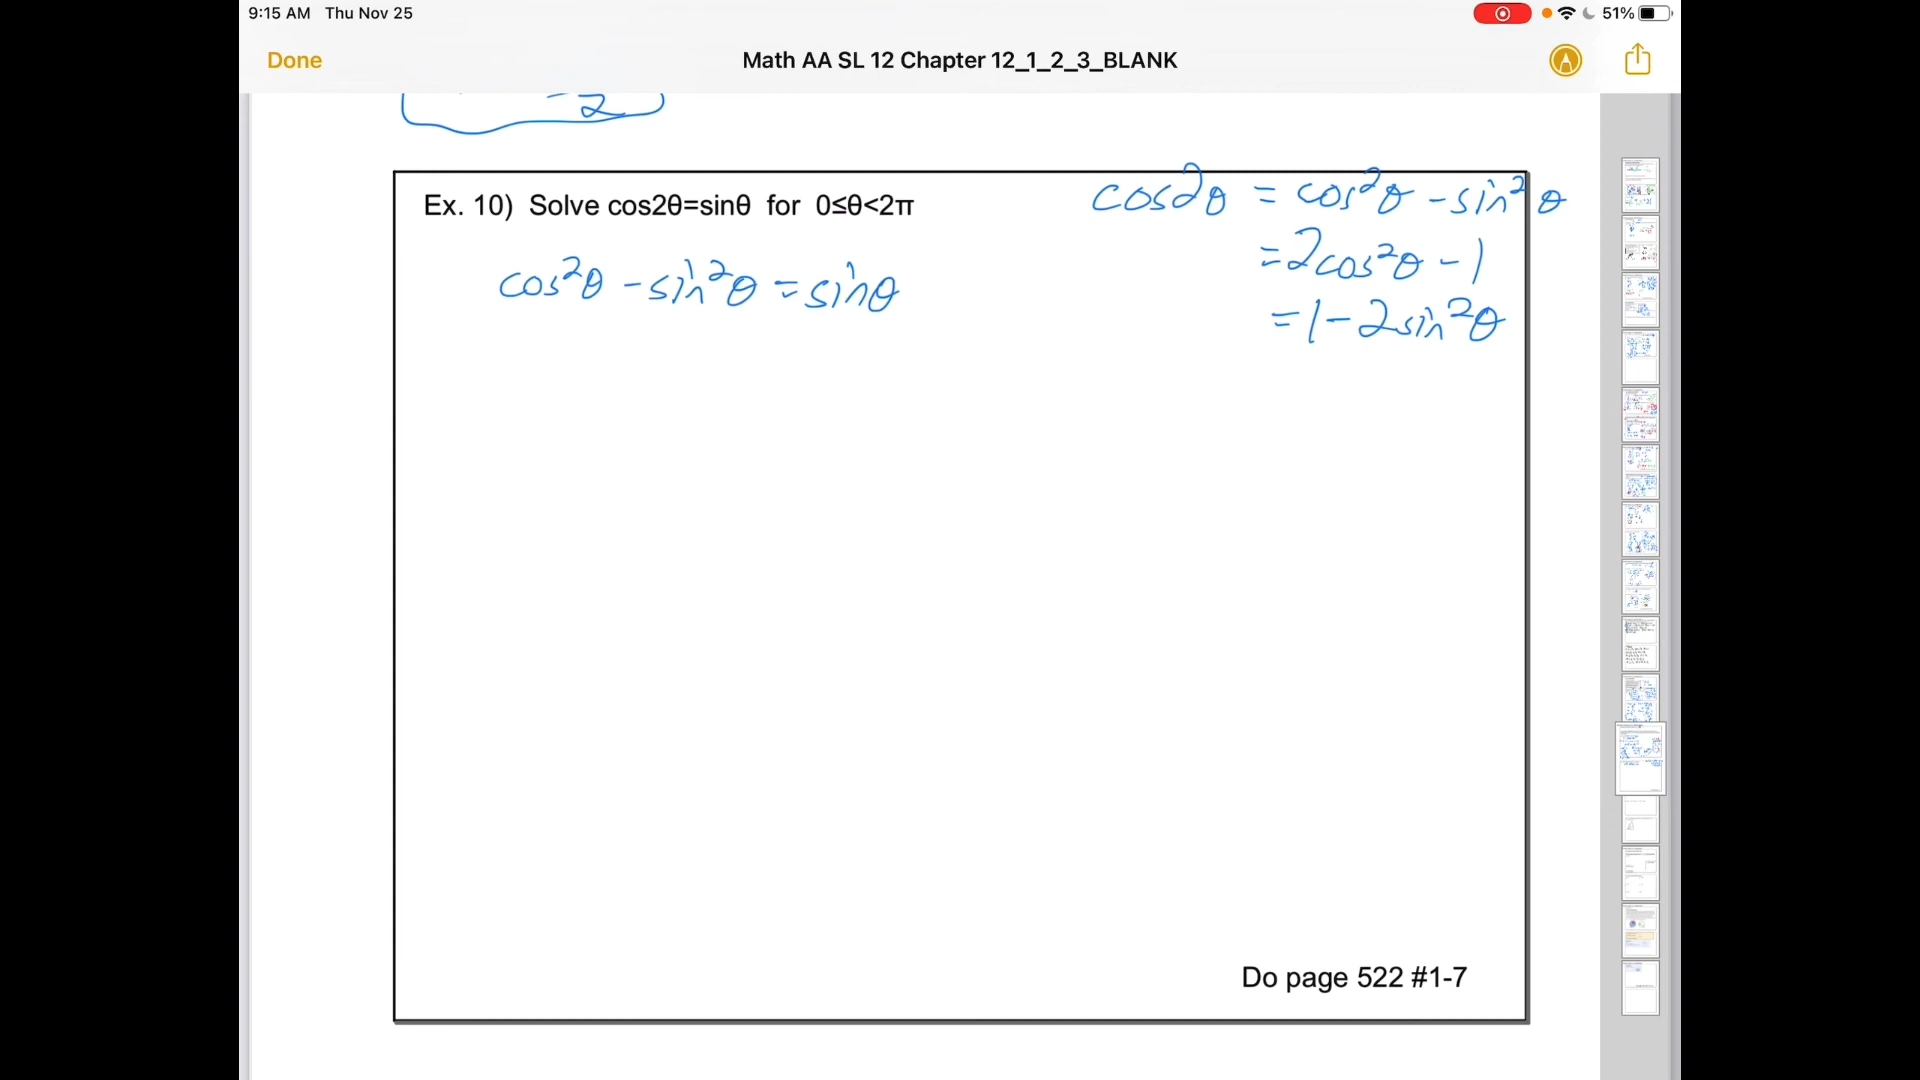 9:15 AM Thu Nov 25
51%
Done
Math AA SL 12 Chapter 12_1_2_3_BLANK
2
Ex. 10) Solve cos2θ=sinθ for 0≤θ<2π
cos2θ = cos²θ - sin²θ
= 2cos²θ - 1
= 1 - 2sin²θ
cos²θ - sin²θ = sinθ
Do page 522 #1-7